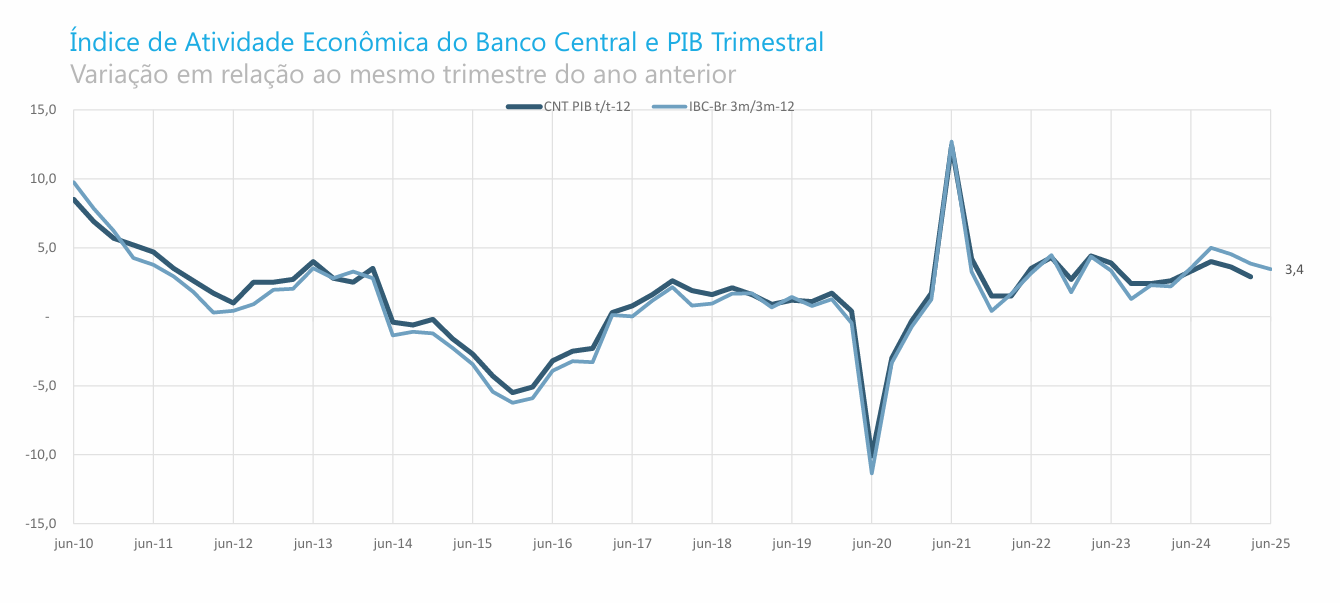 Índice de Atividade Econômica do Banco Central e PIB Trimestral
Variação em relação ao mesmo trimestre do ano anterior
CNT PIB t/t-12 IBC-Br 3m/3m-12
15,0
10,0
5,0
-
-5,0
-10,0
-15,0
3,4
jun-10 jun-11 jun-12 jun-13 jun-14 jun-15 jun-16 jun-17 jun-18 jun-19 jun-20 jun-21 jun-22 jun-23 jun-24 jun-25